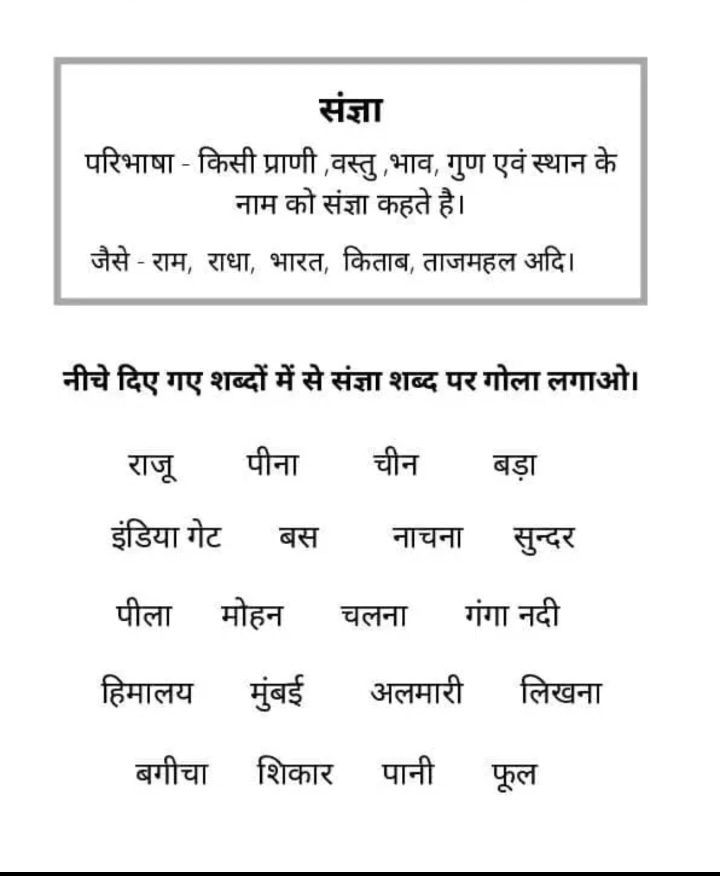 संज्ञा
परिभाषा - किसी प्राणी ,वस्तु ,भाव, गुण एवं स्थान के
नाम को संज्ञा कहते है।
जैसे - राम, राधा, भारत, किताब, ताजमहल अदि।
नीचे दिए गए शब्दों में से संज्ञा शब्द पर गोला लगाओ।
राजू पीना चीन बड़ा
इंडिया गेट बस नाचना सुन्दर
पीला मोहन चलना गंगा नदी
हिमालय मुंबई अलमारी लिखना
बगीचा शिकार पानी फूल